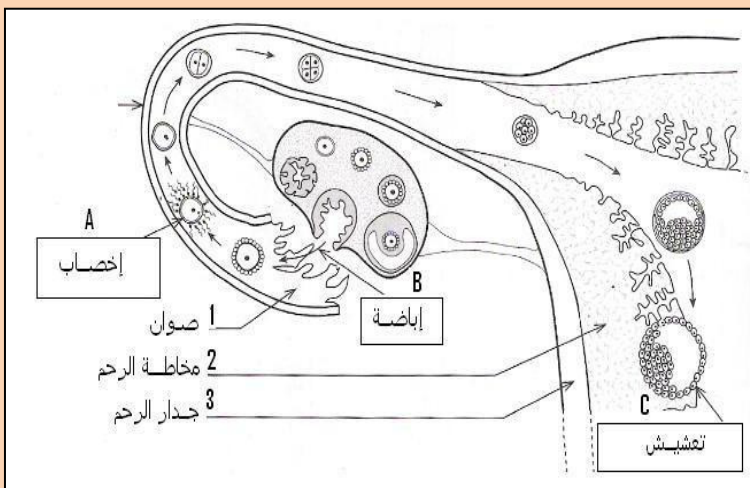 A
إخصاب
B
إباضة
1 صوان
2 مخاطة الرحم
3 جدار الرحم
C
تعشيش